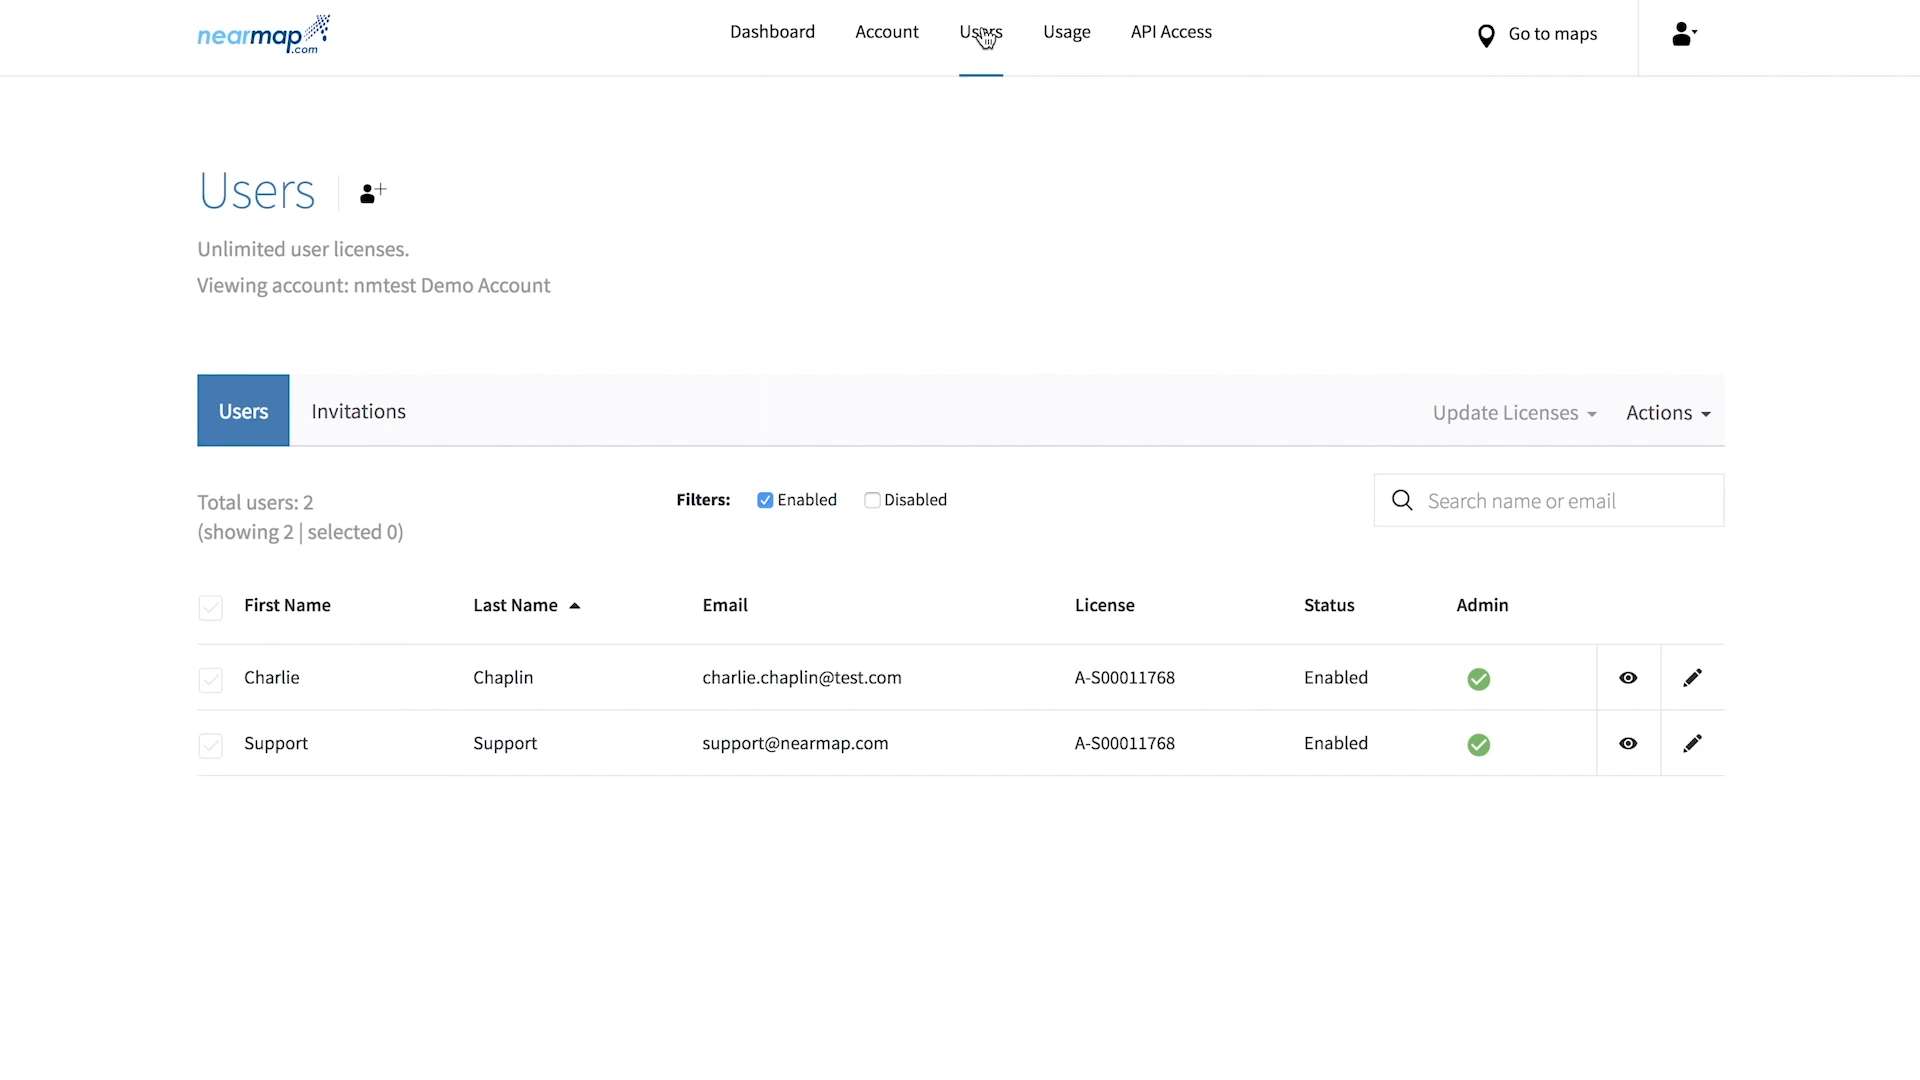 nearmap.com
Dashboard Account Users Usage API Access Go to maps
Users
Unlimited user licenses.
Viewing account: nmtest Demo Account
Users Invitations Update Licenses Actions
Total users: 2
(showing 2 | selected 0)
Filters: Enabled Disabled
Search name or email
First Name Last Name Email License Status Admin
Charlie Chaplin charlie.chaplin@test.com A-S00011768 Enabled
Support Support support@nearmap.com A-S00011768 Enabled